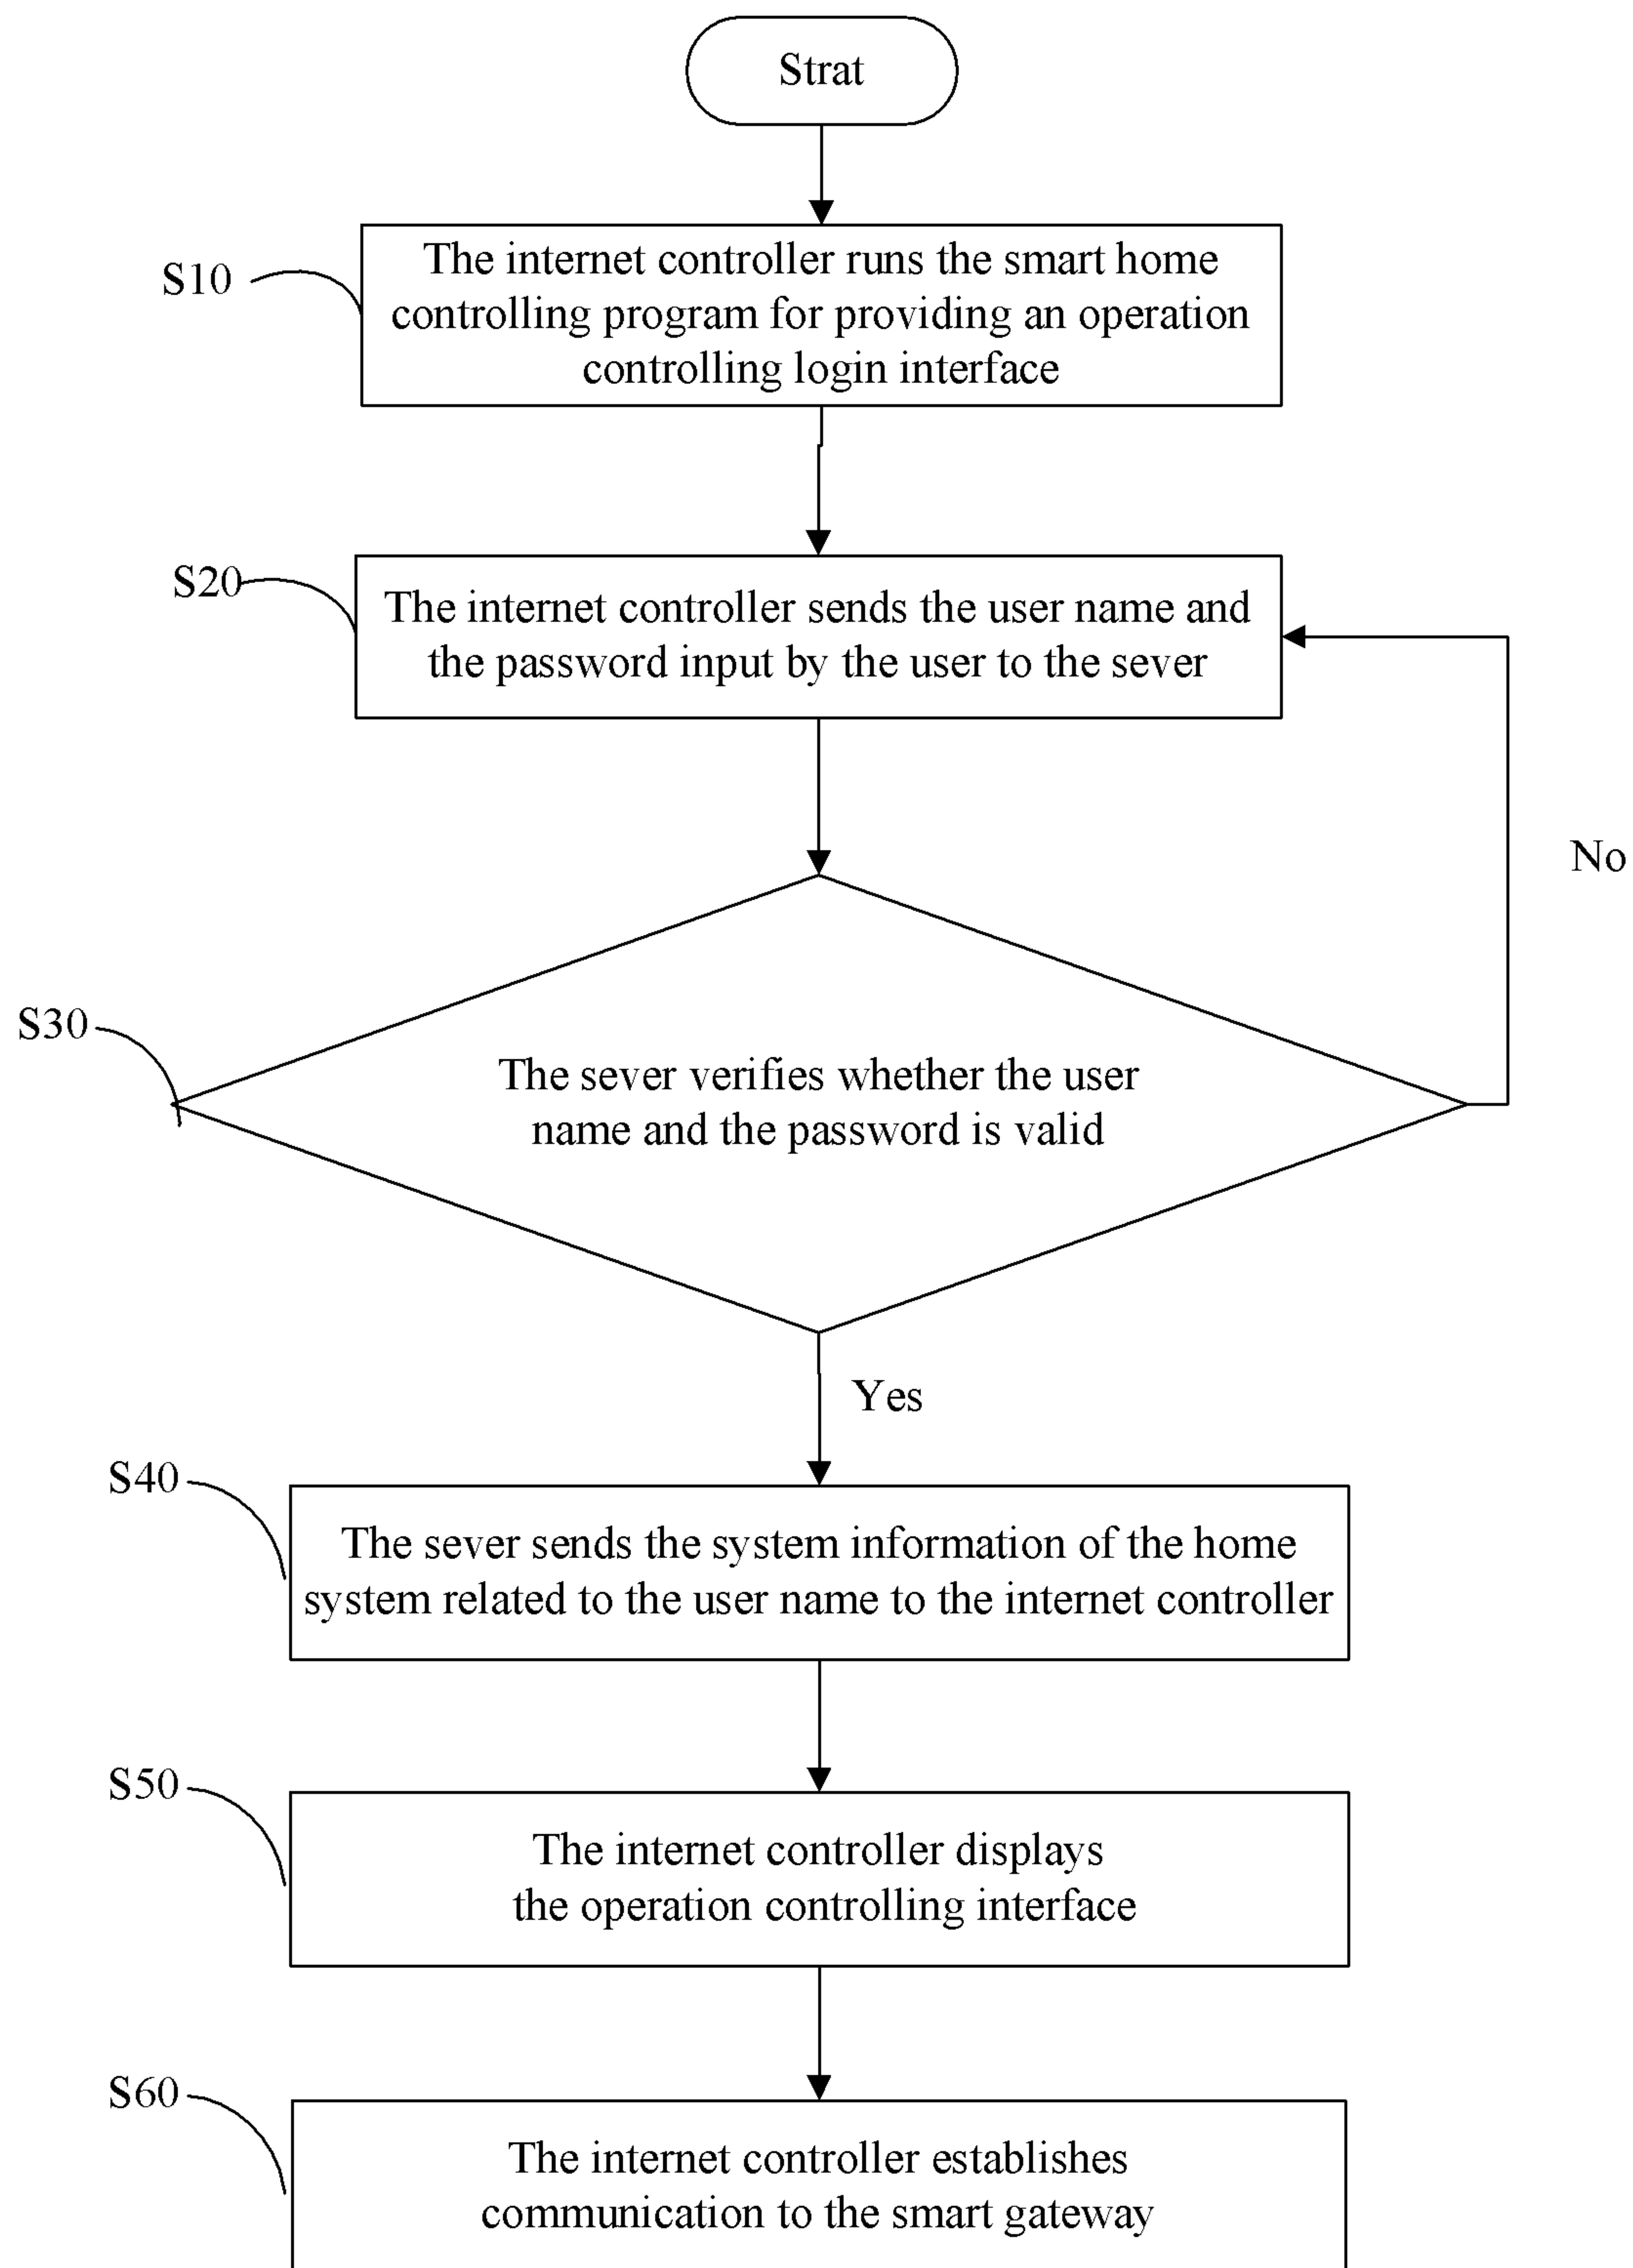 Strat
S10
The internet controller runs the smart home
controlling program for providing an operation
controlling login interface
S20
The internet controller sends the user name and
the password input by the user to the sever
No
S30
The sever verifies whether the user
name and the password is valid
Yes
S40
The sever sends the system information of the home
system related to the user name to the internet controller
S50
The internet controller displays
the operation controlling interface
S60
The internet controller establishes
communication to the smart gateway